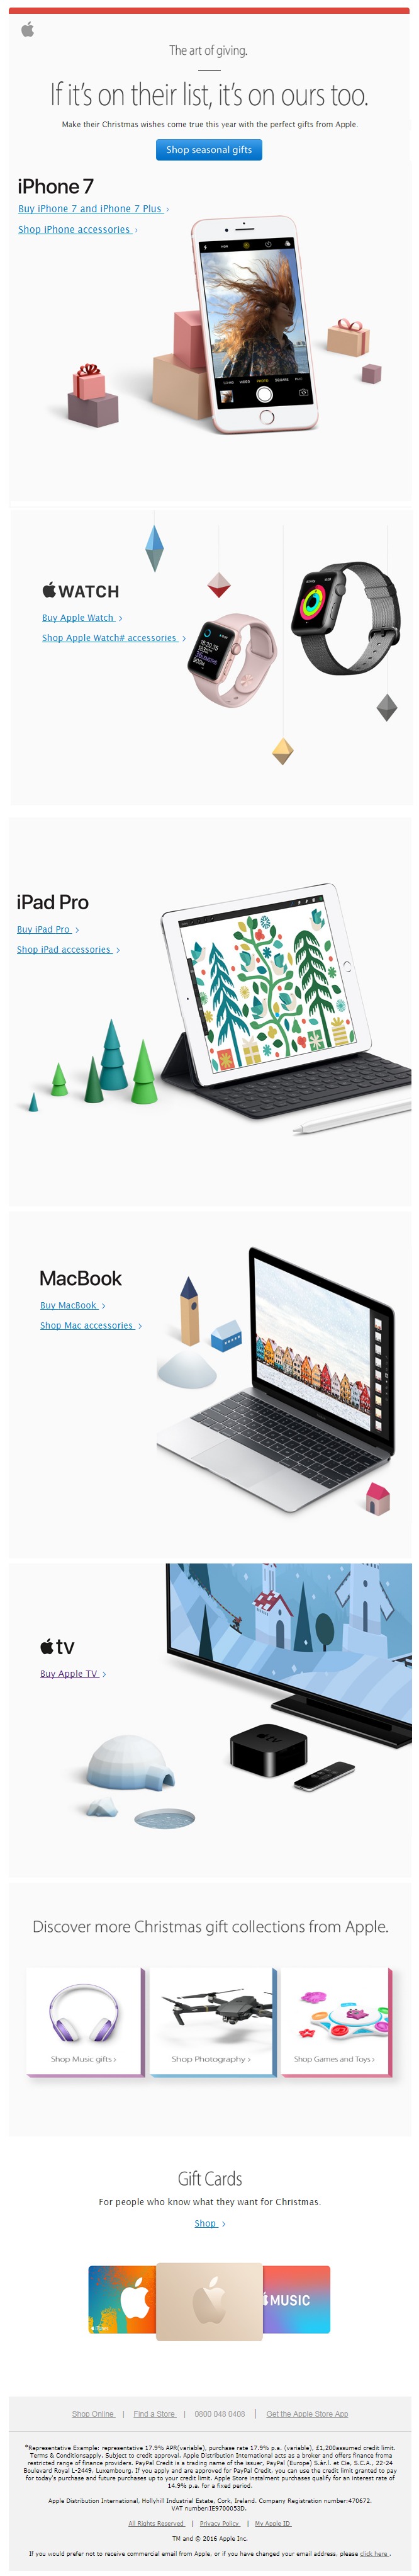 The art of giving.
If it's on their list, it's on ours too.
Make their Christmas wishes come true this year with the perfect gifts from Apple.
Shop seasonal gifts
iPhone 7
Buy iPhone 7 and iPhone 7 Plus ›
Shop iPhone accessories ›
VIDEO PHOTO SQUARE
WATCH
Buy Apple Watch ›
Shop Apple Watch# accessories ›
iPad Pro
Buy iPad Pro ›
Shop iPad accessories ›
MacBook
Buy MacBook ›
Shop Mac accessories ›
tv
Buy Apple TV ›
tv
Discover more Christmas gift collections from Apple.
Shop Music gifts ›
Shop Photography ›
Shop Games and Toys ›
Gift Cards
For people who know what they want for Christmas.
Shop ›
MUSIC
Shop Online | Find a Store | 0800 048 0408 | Get the Apple Store App
*Representative Example: representative 17.9% APR(variable), purchase rate 17.9% p.a. (variable), £1,200assumed credit limit.
Terms & Conditionsapply. Subject to credit approval. Apple Distribution International acts as a broker and offers finance froma
restricted range of finance providers. PayPal Credit is a trading name of the issuer. PayPal (Europe) S.àr.l. et Cie, S.C.A., 22-24
Boulevard Royal L-2449, Luxembourg. If you apply and are approved for PayPal Credit, you can use the credit limit granted to pay
for today's purchase and future purchases up to your credit limit. Apple Store instalment purchases qualify for an interest rate of
14.9% p.a. for a fixed period.
Apple Distribution International, Hollyhill Industrial Estate, Cork, Ireland. Company Registration number:470672.
VAT number:IE9700053D.
All Rights Reserved | Privacy Policy | My Apple ID
TM and © 2016 Apple Inc.
If you would prefer not to receive commercial email from Apple, or if you have changed your email address, please click here.